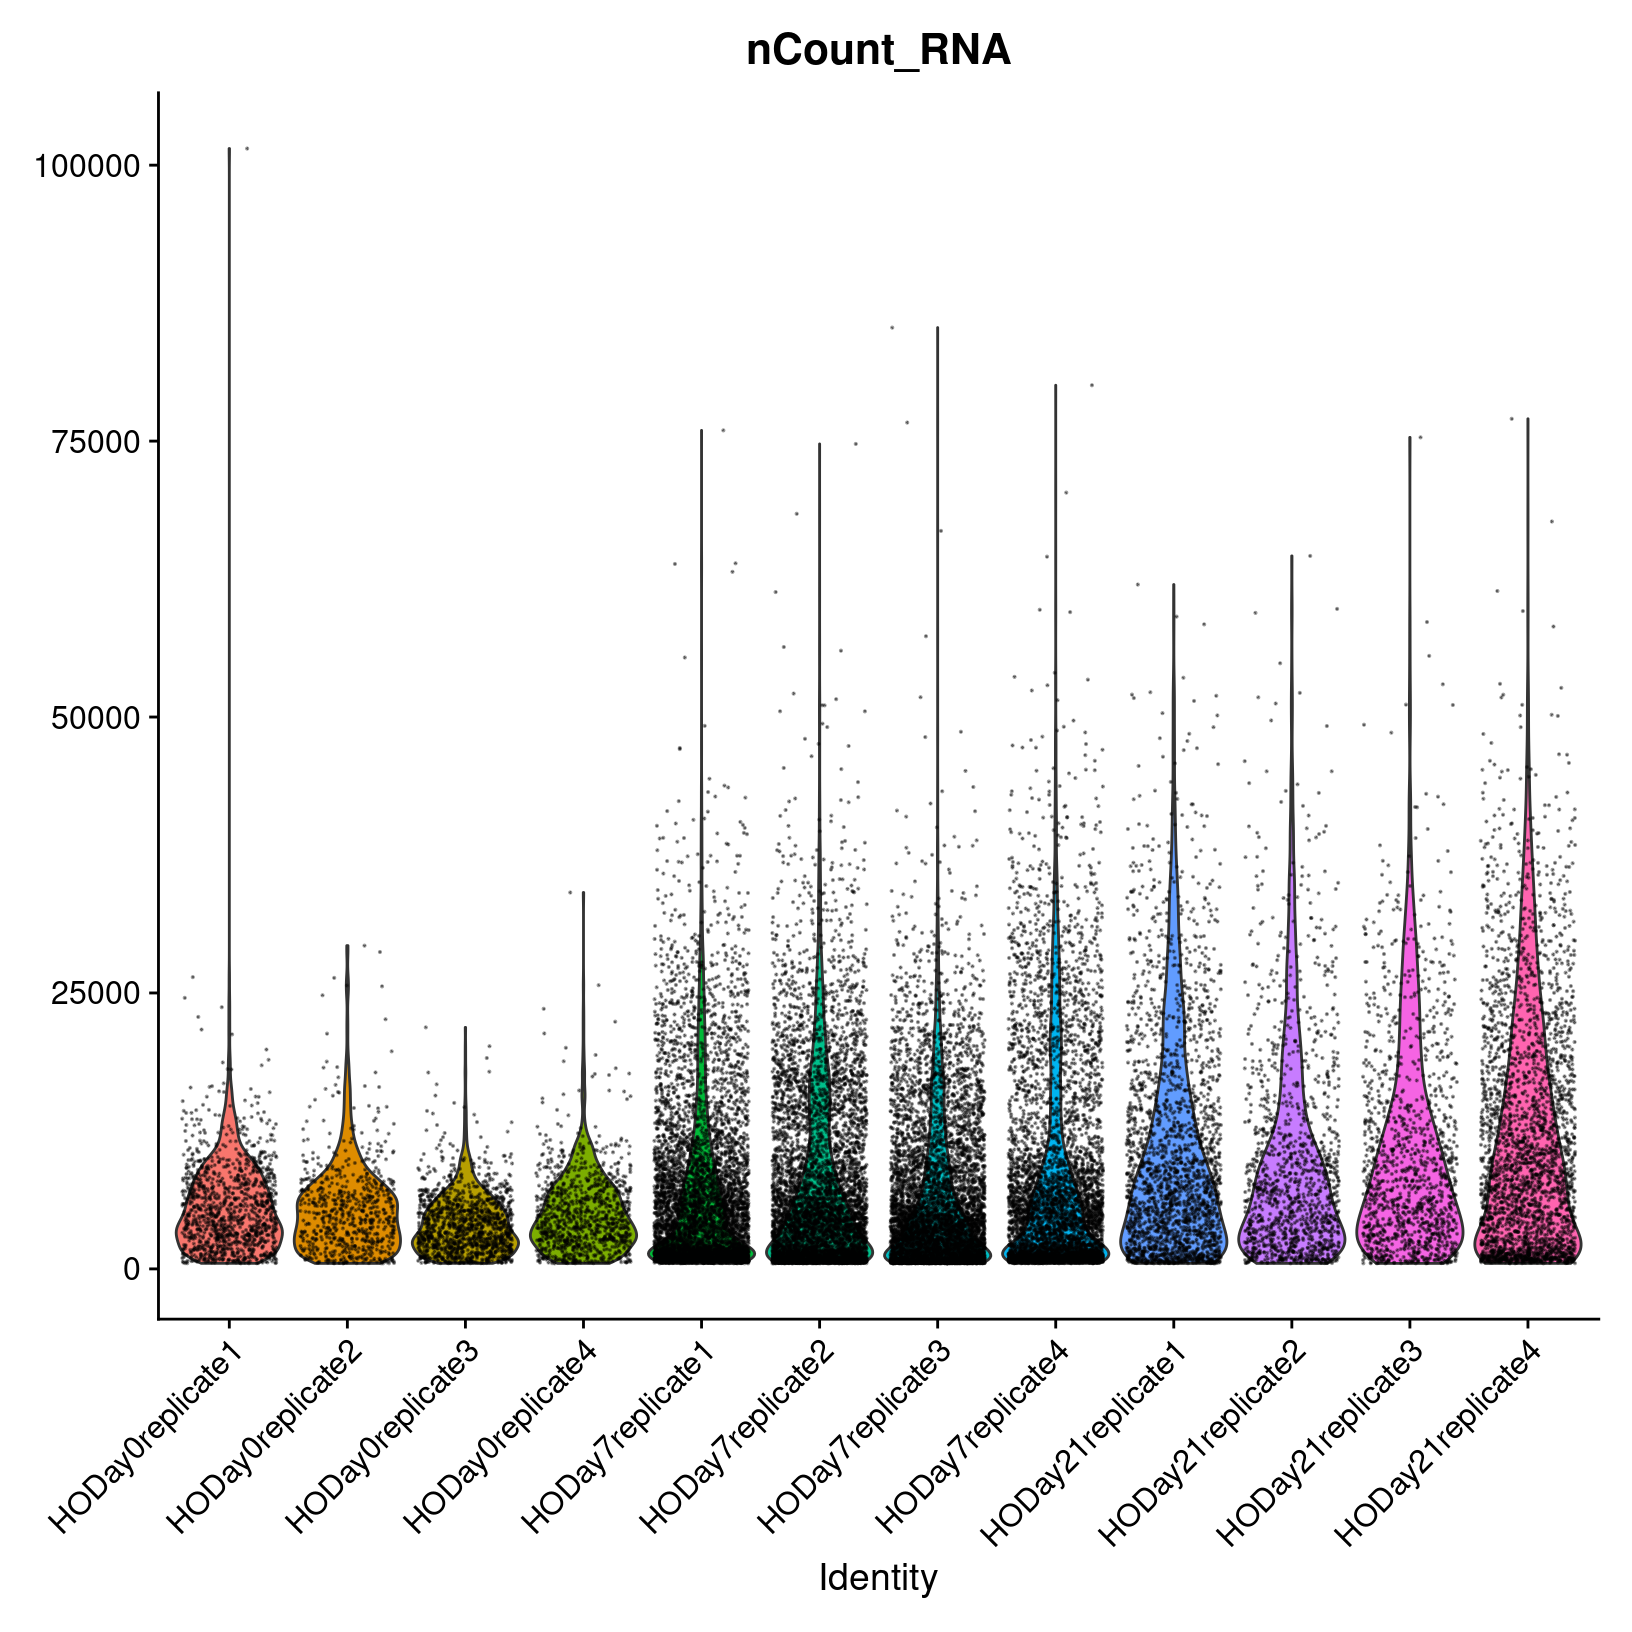 nCount_RNA
100000
75000
50000
25000
0
HODay0replicate1
HODay0replicate2
HODay0replicate3
HODay0replicate4
HODay7replicate1
HODay7replicate2
HODay7replicate3
HODay7replicate4
HODay21replicate1
HODay21replicate2
HODay21replicate3
HODay21replicate4
Identity